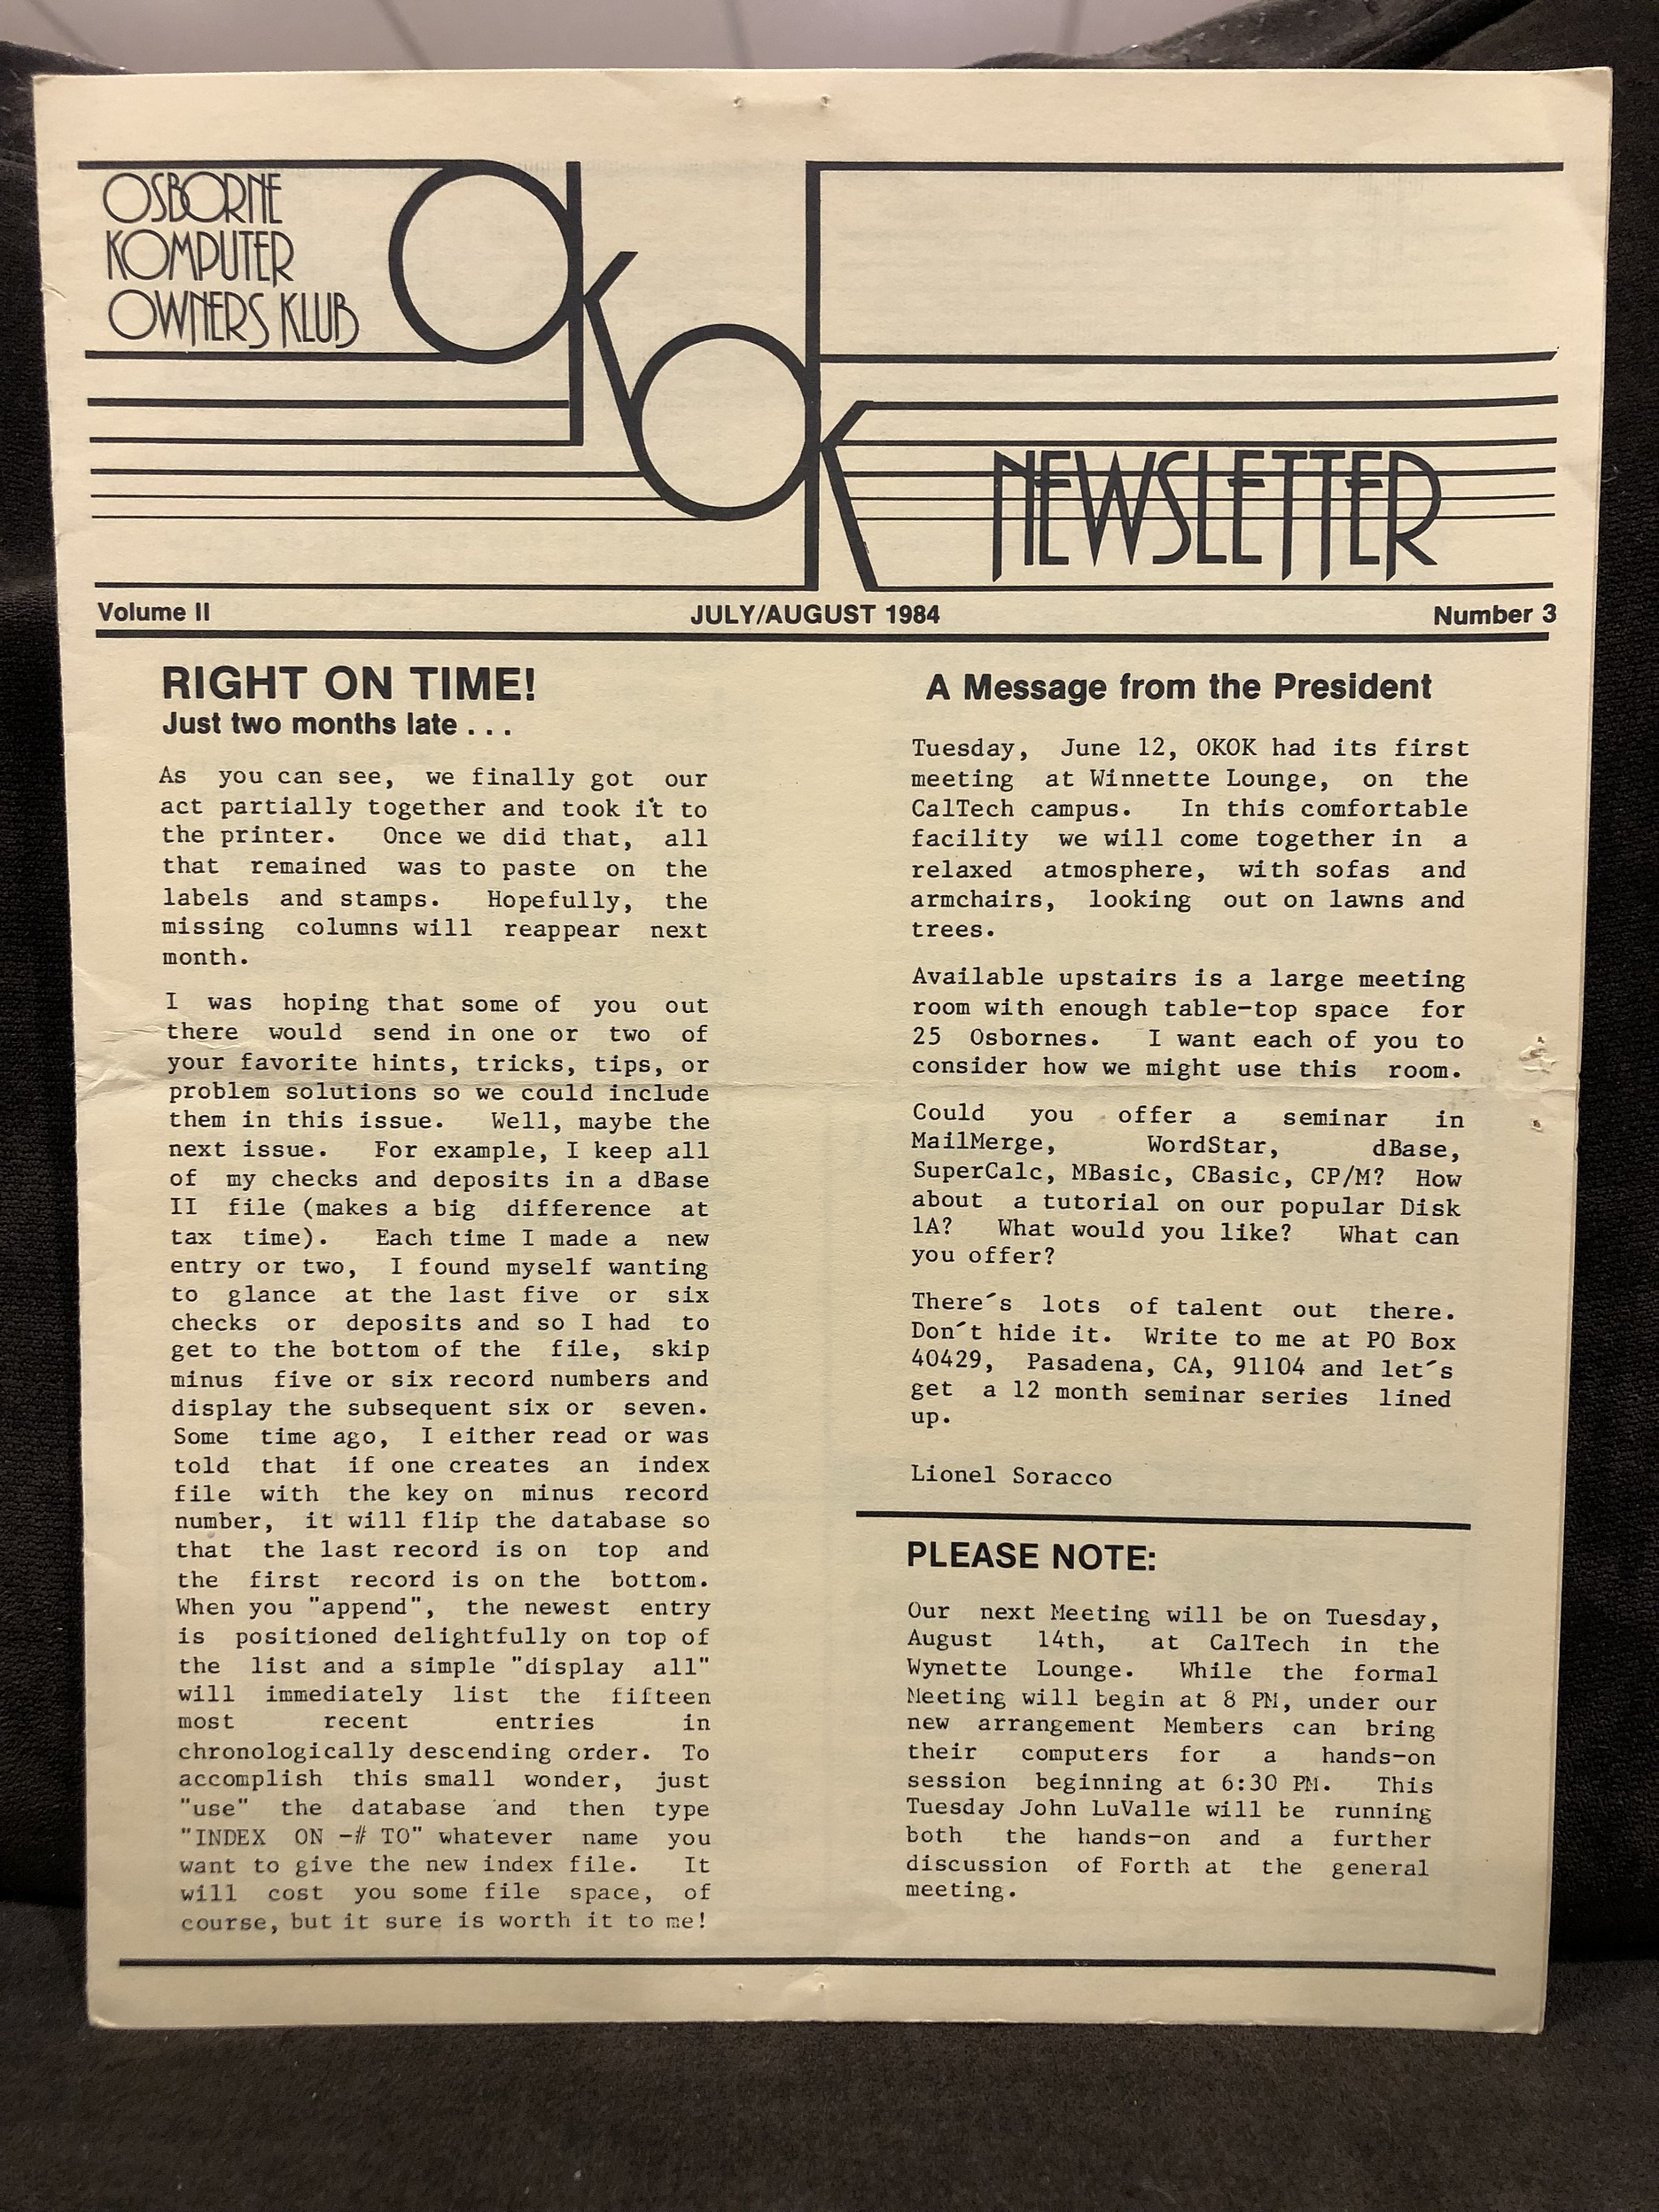 OSBORNE
KOMPUTER
OWNERS KLUB
okok
NEWSLETTER
Volume II JULY/AUGUST 1984 Number 3
RIGHT ON TIME!
Just two months late . . .
As you can see, we finally got our
act partially together and took it to
the printer. Once we did that, all
that remained was to paste on the
labels and stamps. Hopefully, the
missing columns will reappear next
month.
I was hoping that some of you out
there would send in one or two of
your favorite hints, tricks, tips, or
problem solutions so we could include
them in this issue. Well, maybe the
next issue. For example, I keep all
of my checks and deposits in a dBase
II file (makes a big difference at
tax time). Each time I made a new
entry or two, I found myself wanting
to glance at the last five or six
checks or deposits and so I had to
get to the bottom of the file, skip
minus five or six record numbers and
display the subsequent six or seven.
Some time ago, I either read or was
told that if one creates an index
file with the key on minus record
number, it will flip the database so
that the last record is on top and
the first record is on the bottom.
When you "append", the newest entry
is positioned delightfully on top of
the list and a simple "display all"
will immediately list the fifteen
most recent entries in
chronologically descending order. To
accomplish this small wonder, just
"use" the database and then type
"INDEX ON -# TO" whatever name you
want to give the new index file. It
will cost you some file space, of
course, but it sure is worth it to me!
A Message from the President
Tuesday, June 12, OKOK had its first
meeting at Winnette Lounge, on the
CalTech campus. In this comfortable
facility we will come together in a
relaxed atmosphere, with sofas and
armchairs, looking out on lawns and
trees.
Available upstairs is a large meeting
room with enough table-top space for
25 Osbornes. I want each of you to
consider how we might use this room.
Could you offer a seminar in
MailMerge, WordStar, dBase,
SuperCalc, MBasic, CBasic, CP/M? How
about a tutorial on our popular Disk
1A? What would you like? What can
you offer?
There´s lots of talent out there.
Don´t hide it. Write to me at PO Box
40429, Pasadena, CA, 91104 and let´s
get a 12 month seminar series lined
up.
Lionel Soracco
PLEASE NOTE:
Our next Meeting will be on Tuesday,
August 14th, at CalTech in the
Wynette Lounge. While the formal
Meeting will begin at 8 PM, under our
new arrangement Members can bring
their computers for a hands-on
session beginning at 6:30 PM. This
Tuesday John LuValle will be running
both the hands-on and a further
discussion of Forth at the general
meeting.